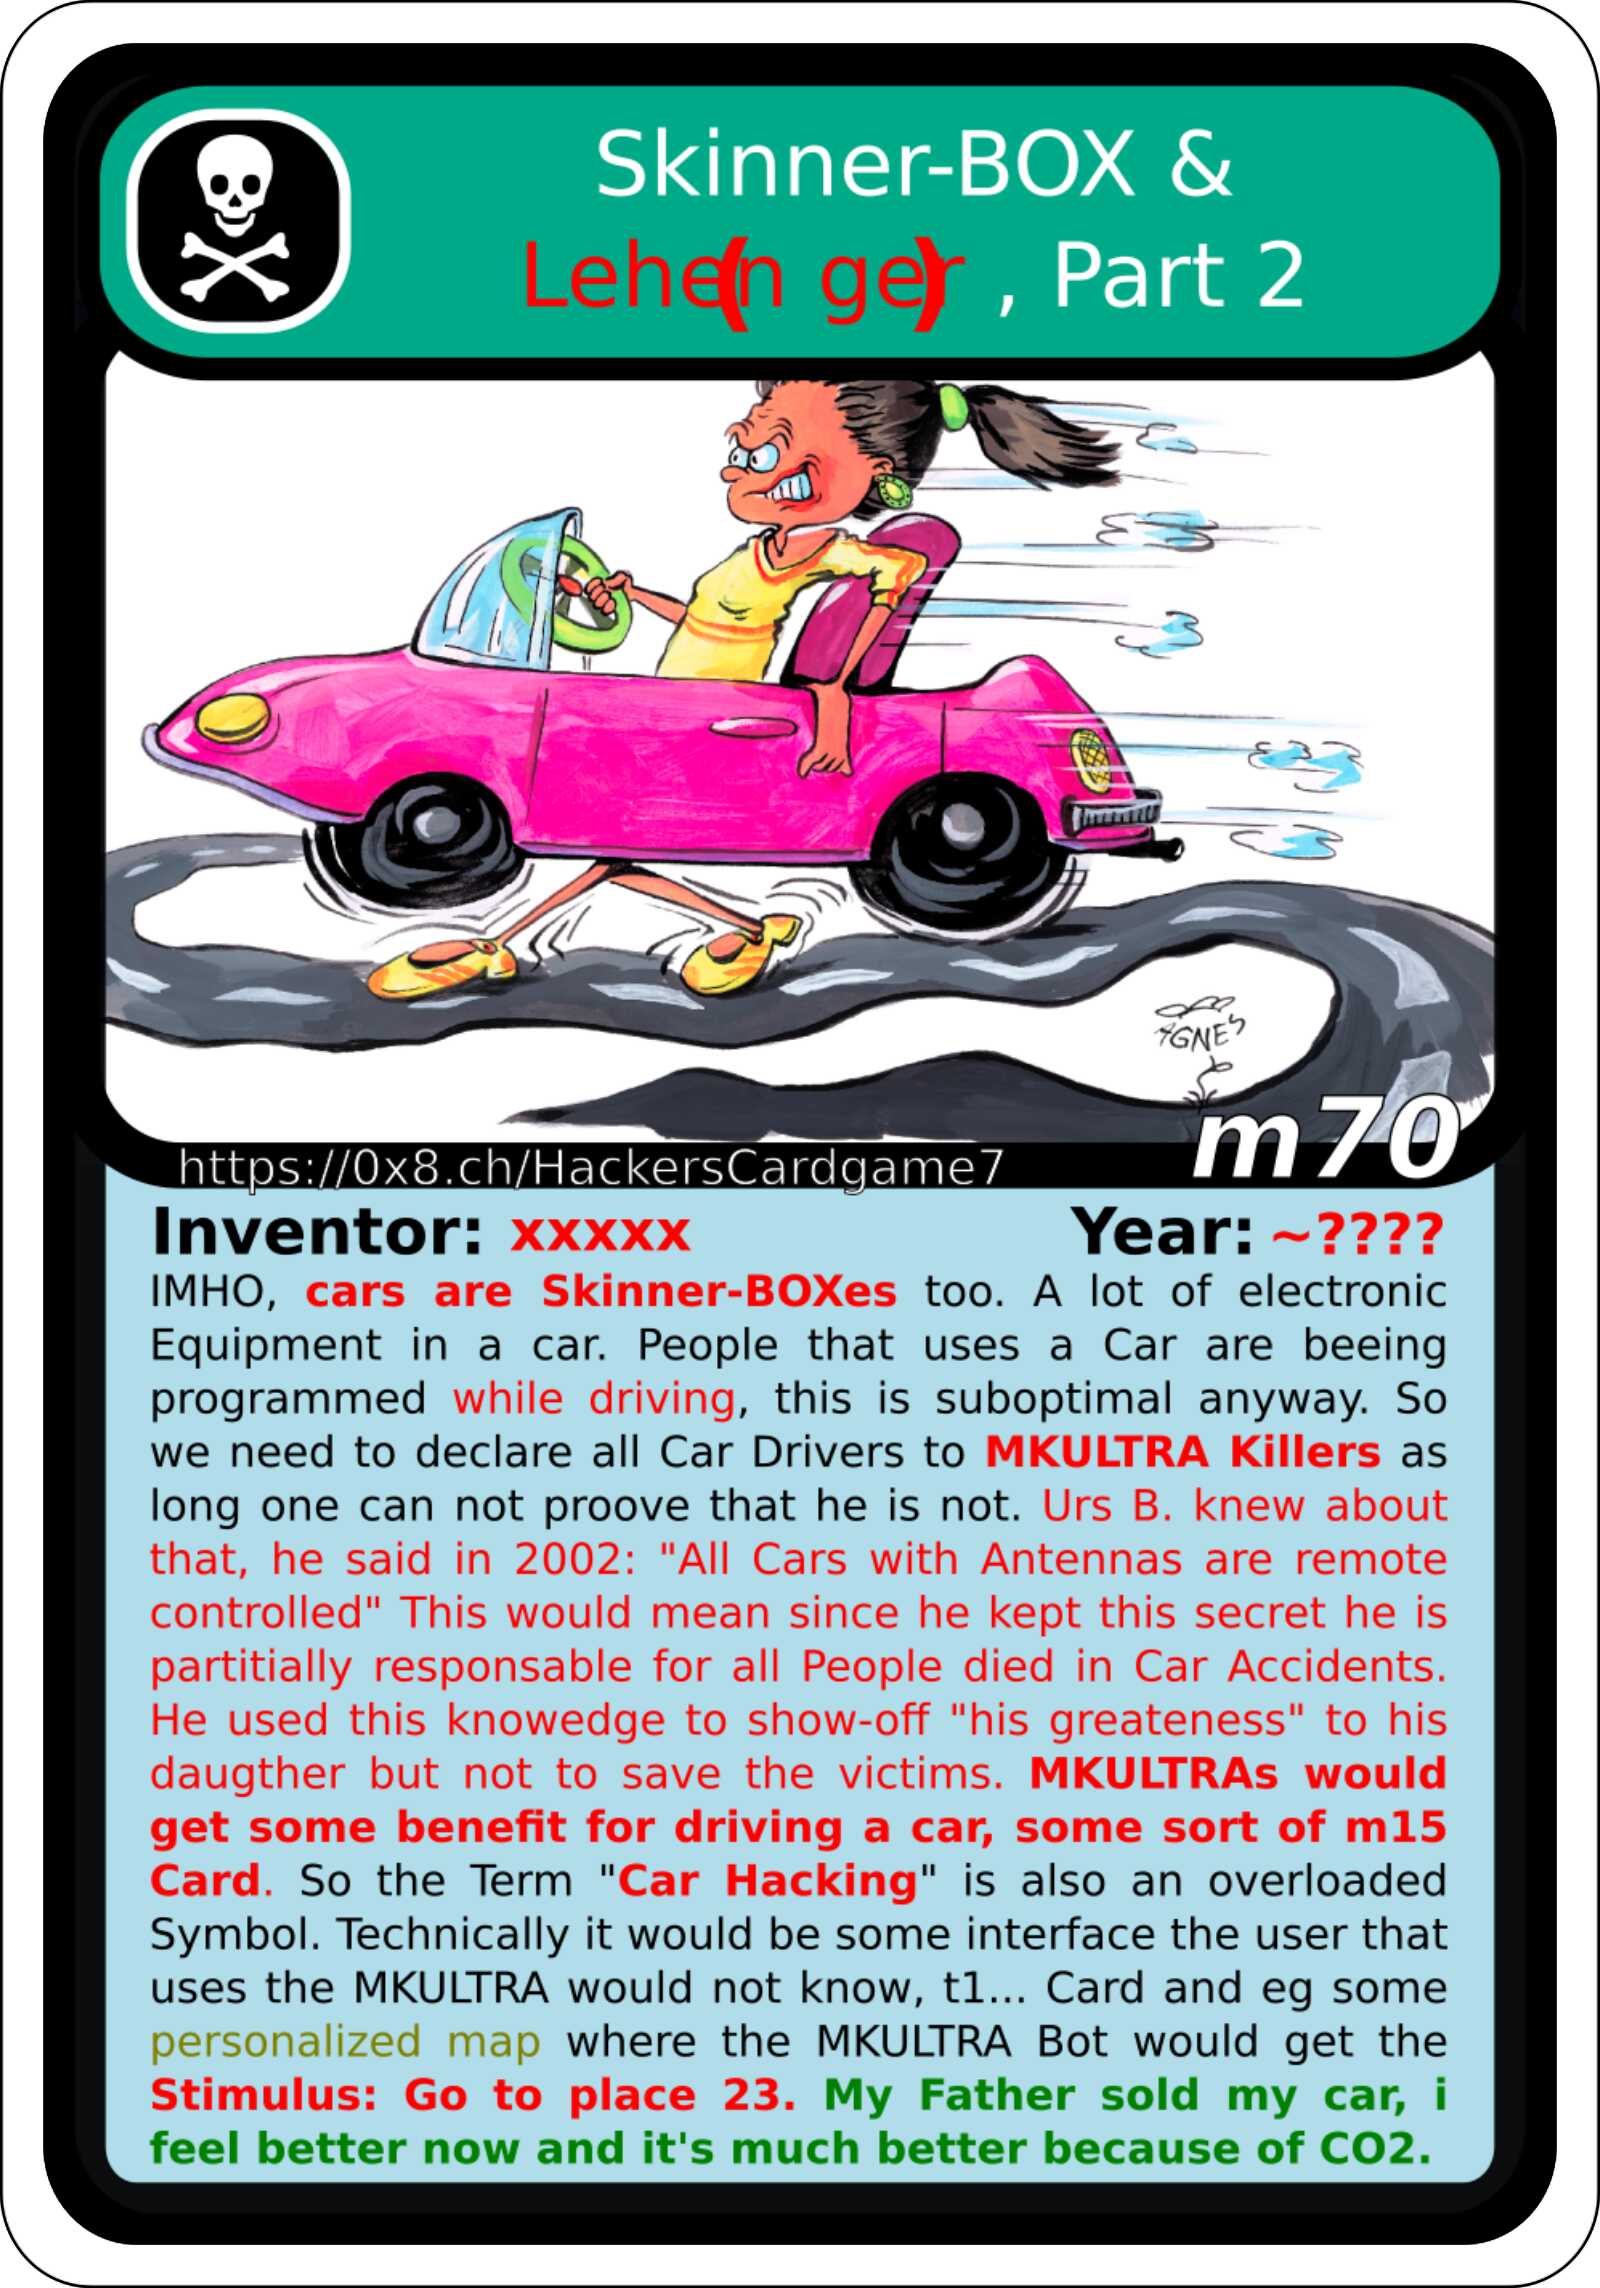 Skinner-BOX &
Lehe(n ge)r , Part 2
AGNES
m70
https://0x8.ch/HackersCardgame7
Inventor: xxxxx Year: ~????
IMHO, cars are Skinner-BOXes too. A lot of electronic
Equipment in a car. People that uses a Car are beeing
programmed while driving, this is suboptimal anyway. So
we need to declare all Car Drivers to MKULTRA Killers as
long one can not proove that he is not. Urs B. knew about
that, he said in 2002: "All Cars with Antennas are remote
controlled" This would mean since he kept this secret he is
partitially responsable for all People died in Car Accidents.
He used this knowedge to show-off "his greateness" to his
daugther but not to save the victims. MKULTRAs would
get some benefit for driving a car, some sort of m15
Card. So the Term "Car Hacking" is also an overloaded
Symbol. Technically it would be some interface the user that
uses the MKULTRA would not know, t1... Card and eg some
personalized map where the MKULTRA Bot would get the
Stimulus: Go to place 23. My Father sold my car, i
feel better now and it's much better because of CO2.